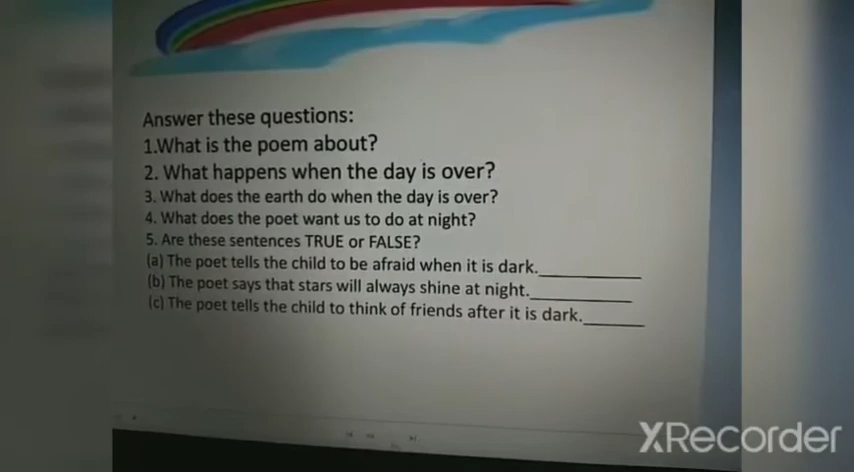 Answer these questions:
1.What is the poem about?
2. What happens when the day is over?
3. What does the earth do when the day is over?
4. What does the poet want us to do at night?
5. Are these sentences TRUE or FALSE?
(a) The poet tells the child to be afraid when it is dark.__________
(b) The poet says that stars will always shine at night.__________
(c) The poet tells the child to think of friends after it is dark.______
XRecorder